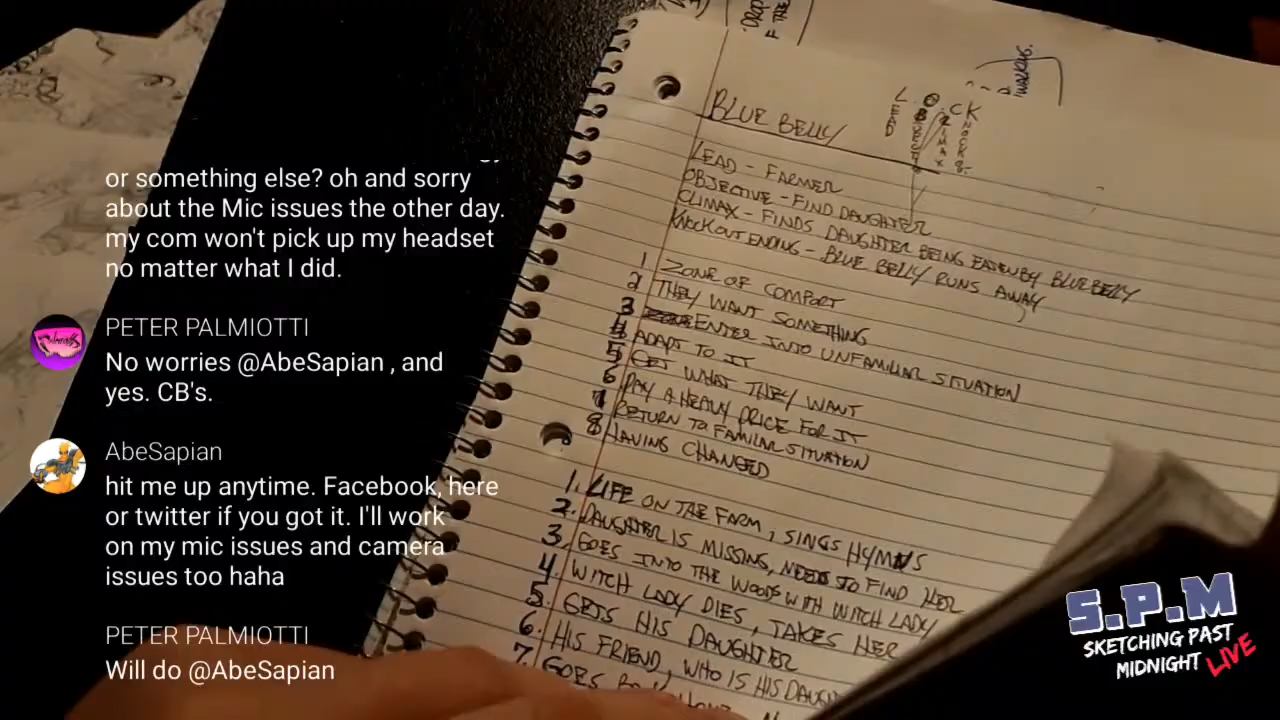 or something else? oh and sorry
about the Mic issues the other day.
my com won't pick up my headset
no matter what I did.
PETER PALMIOTTI
No worries @AbeSapian , and
yes. CB's.
AbeSapian
hit me up anytime. Facebook, here
or twitter if you got it. I'll work
on my mic issues and camera
issues too haha
PETER PALMIOTTI
Will do @AbeSapian
WALKING.
L O C K
LEAD
BLUE BELLY
LEAD - FARMER
OBJECTIVE - FIND DAUGHTER
CLIMAX - FINDS DAUGHTER BEING EATEN BY BLUE BELLY
KNOCKOUT ENDING - BLUE BELLY RUNS AWAY
1 ZONE OF COMFORT
2 THEY WANT SOMETHING
3 ENTER INTO UNFAMILIAR SITUATION
4 ADAPT TO IT
5 GET WHAT THEY WANT
6 PAY A HEAVY PRICE FOR IT
7 RETURN TO FAMILIAR SITUATION
8 HAVING CHANGED
1. LIFE ON THE FARM, SINGS HYMNS
2. DAUGHTER IS MISSING, NEEDS TO FIND HER
3. GOES INTO THE WOODS WITH WITCH LADY
4. WITCH LADY DIES, TAKES HER
5. GETS HIS DAUGHTER
6. HIS FRIEND, WHO IS HIS
7. GOES
S.P.M
SKETCHING PAST
MIDNIGHT LIVE